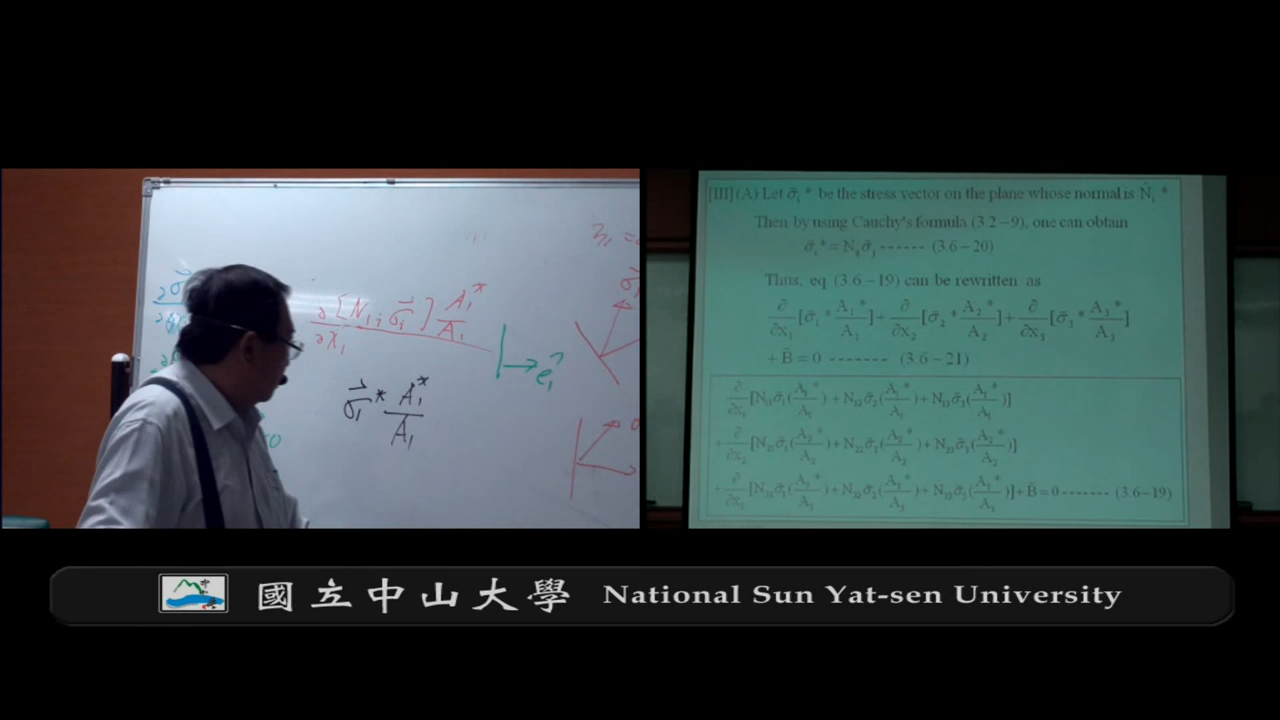 ∂/∂x₁ [N₁ⱼ σ⃗₁] A₁*/A₁
e₁^
σ⃗₁* A₁*/A₁
[III] (A) Let σ̄ᵢ* be the stress vector on the plane whose normal is N̄ᵢ*
Then by using Cauchy's formula (3.2−9), one can obtain
σ̄ᵢ*= Nᵢⱼσ̄ⱼ ------ (3.6−20)
Thus, eq (3.6−19) can be rewritten as
∂/∂x₁[σ̄₁* A₁*/A₁] + ∂/∂x₂[σ̄₂* A₂*/A₂] + ∂/∂x₃[σ̄₃* A₃*/A₃]
+ B̄ = 0 ------- (3.6−21)
∂/∂x₁[N₁₁σ̄₁(A₁*/A₁) + N₁₂σ̄₂(A₁*/A₁) + N₁₃σ̄₃(A₁*/A₁)]
+ ∂/∂x₂[N₂₁σ̄₁(A₂*/A₂) + N₂₂σ̄₂(A₂*/A₂) + N₂₃σ̄₃(A₂*/A₂)]
+ ∂/∂x₃[N₃₁σ̄₁(A₃*/A₃) + N₃₂σ̄₂(A₃*/A₃) + N₃₃σ̄₃(A₃*/A₃)] + B̄ = 0 ------- (3.6−19)
國立中山大學 National Sun Yat-sen University